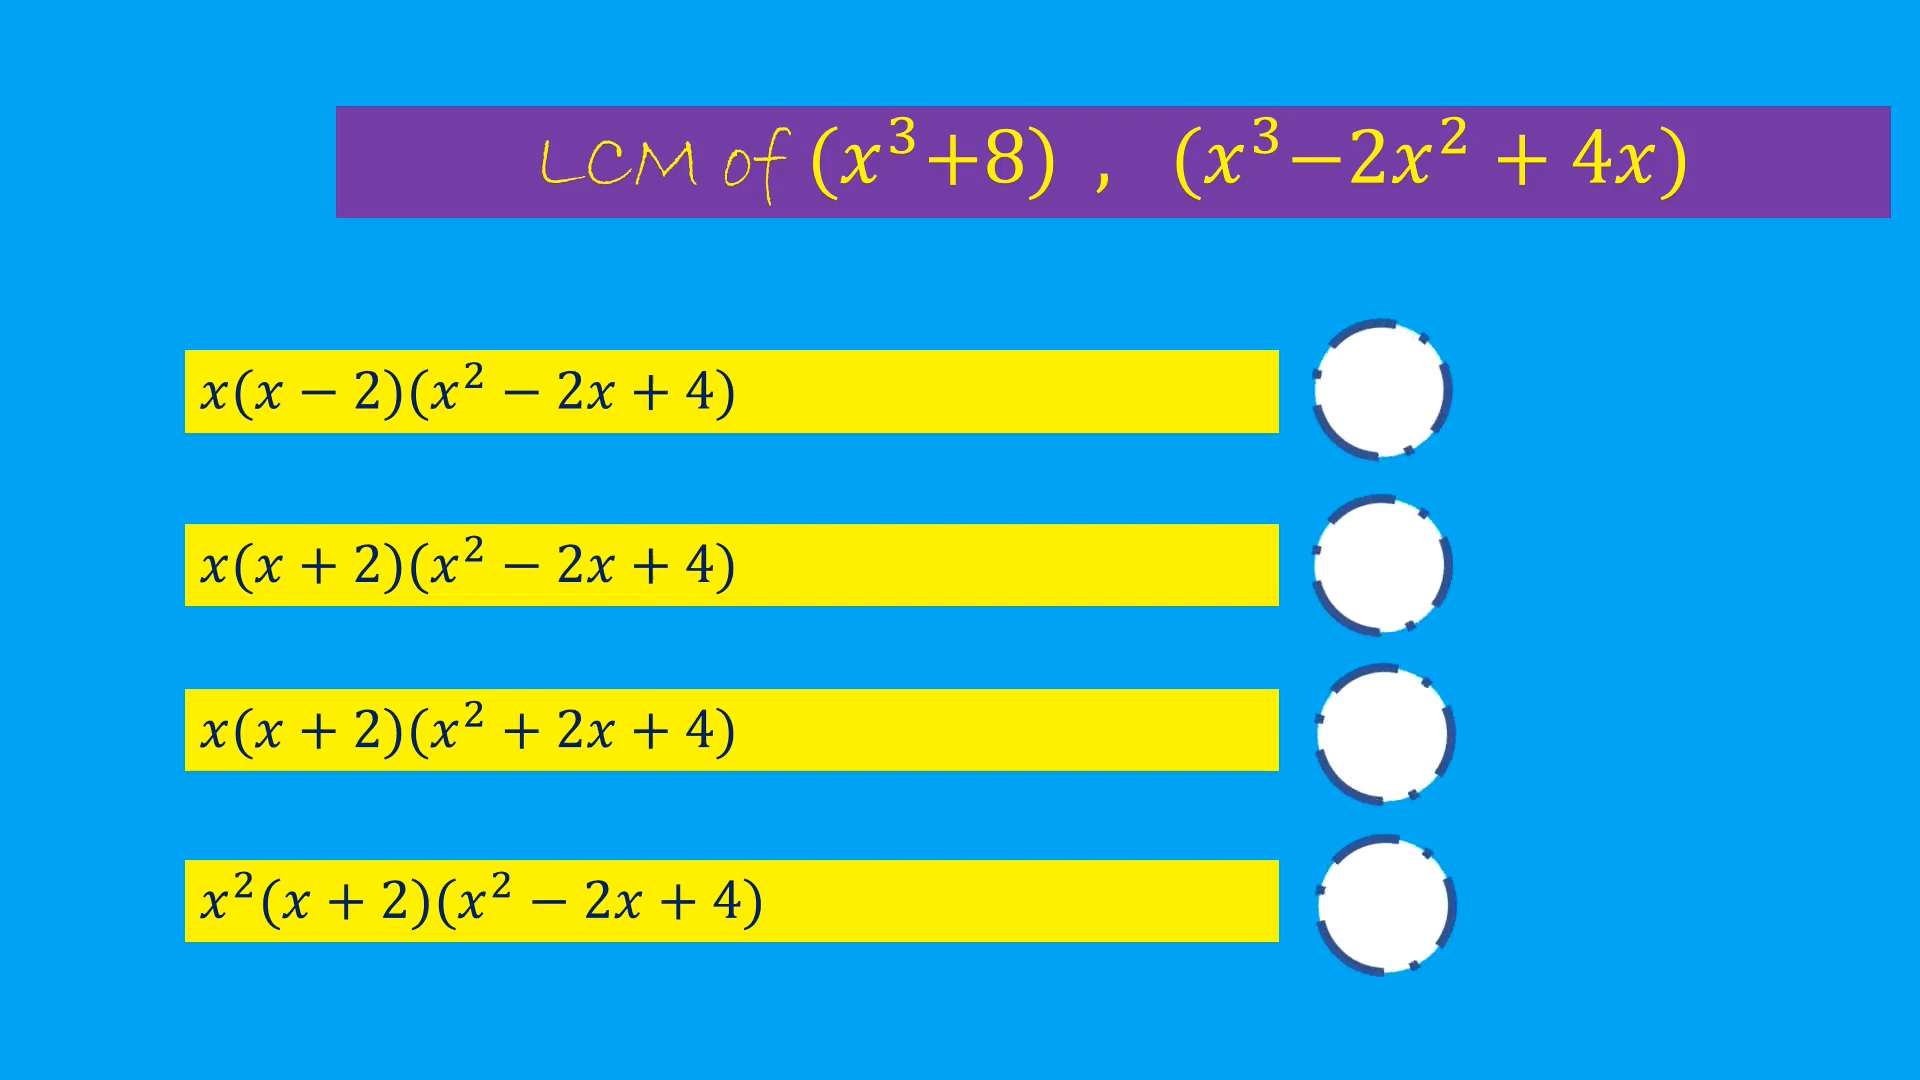 LCM of (x³+8) , (x³−2x² + 4x)
x(x − 2)(x² − 2x + 4)
x(x + 2)(x² − 2x + 4)
x(x + 2)(x² + 2x + 4)
x²(x + 2)(x² − 2x + 4)